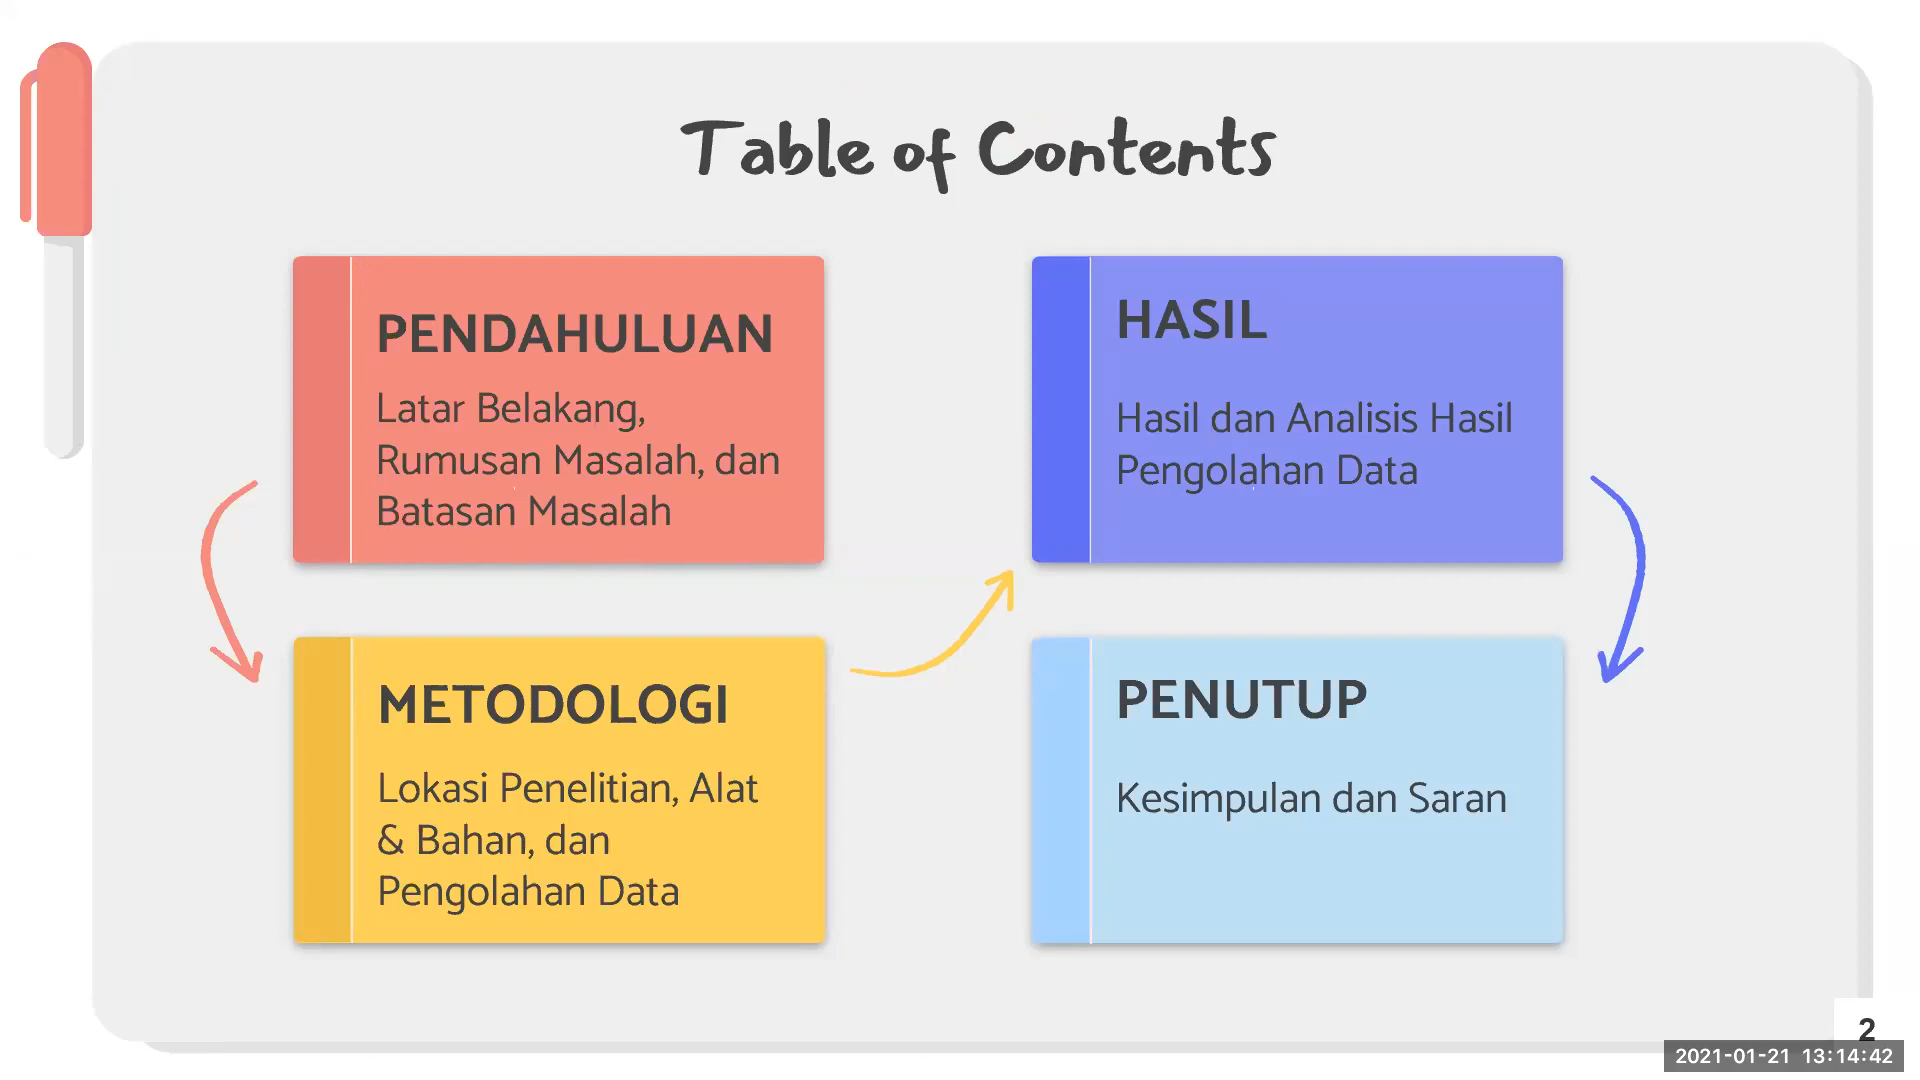 Table of Contents
PENDAHULUAN
Latar Belakang,
Rumusan Masalah, dan
Batasan Masalah
METODOLOGI
Lokasi Penelitian, Alat
& Bahan, dan
Pengolahan Data
HASIL
Hasil dan Analisis Hasil
Pengolahan Data
PENUTUP
Kesimpulan dan Saran
2
2021-01-21 13:14:42